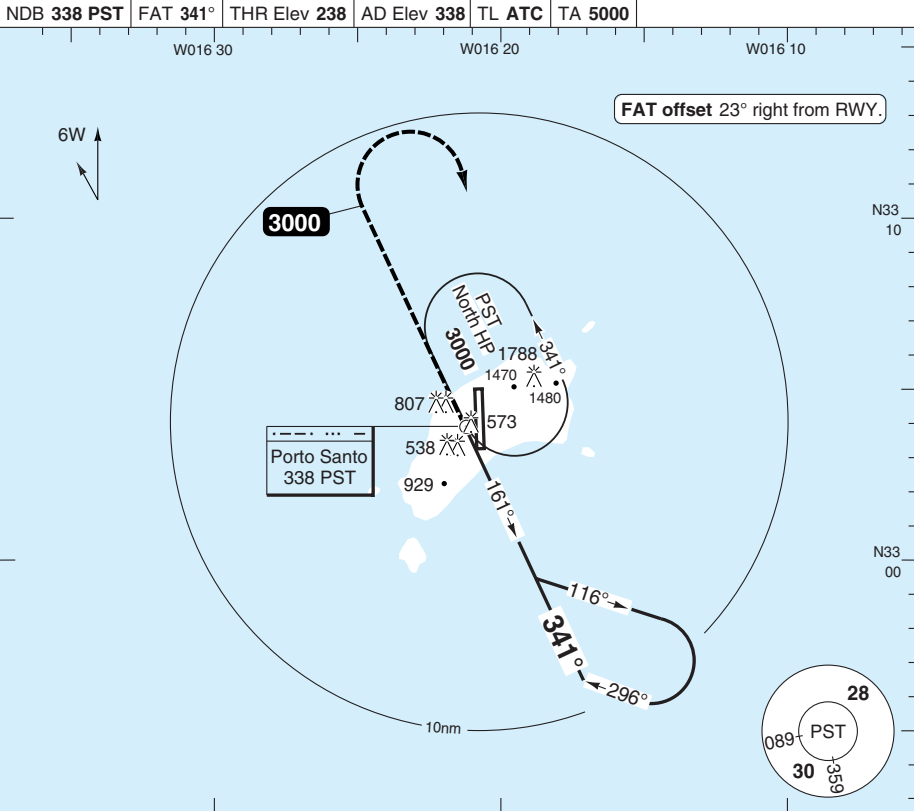 NDB 338 PST FAT 341° THR Elev 238 AD Elev 338 TL ATC TA 5000
W016 30
W016 20
W016 10
FAT offset 23° right from RWY.
6W
3000
N33
10
PST
North HP
3000
341°
1788
1470
1480
807
573
538
Porto Santo
338 PST
929
161°
N33
00
116°
341°
296°
10nm
28
PST
089
30
359